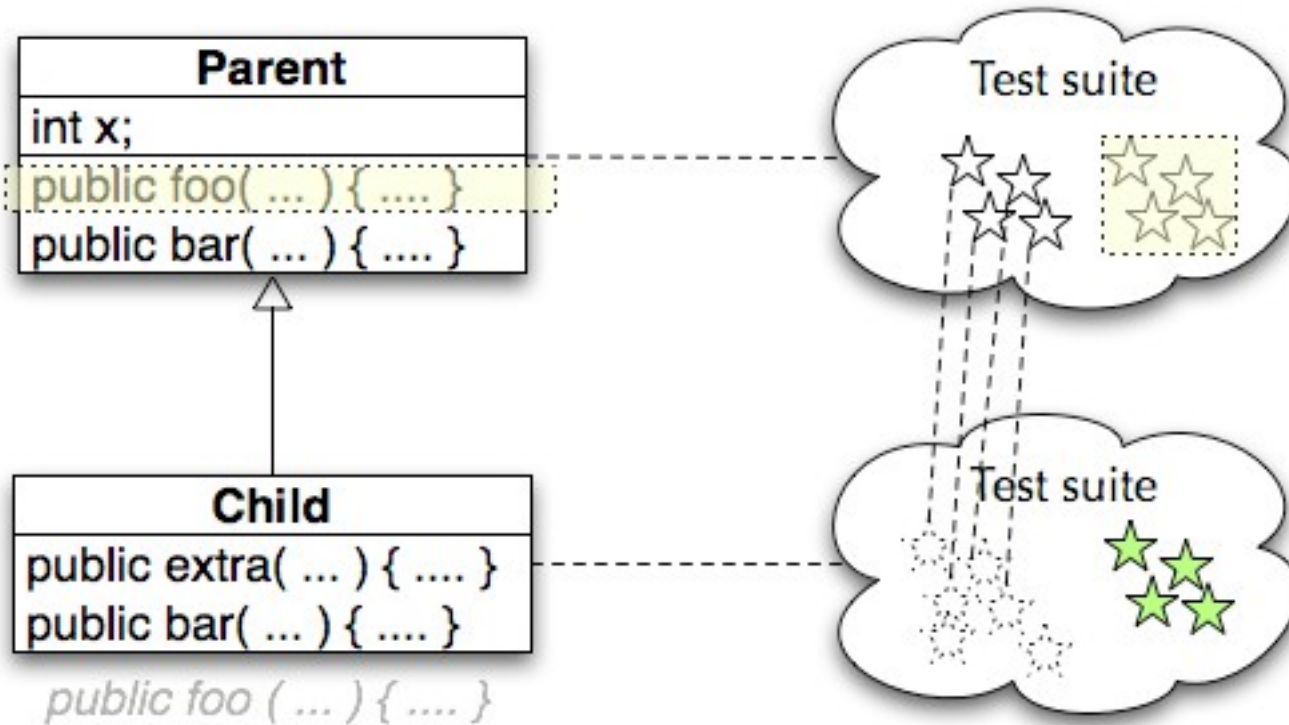 Parent
int x;
public foo( ... ) { .... }
public bar( ... ) { .... }
Test suite
Child
public extra( ... ) { .... }
public bar( ... ) { .... }
public foo ( ... ) { .... }
Test suite